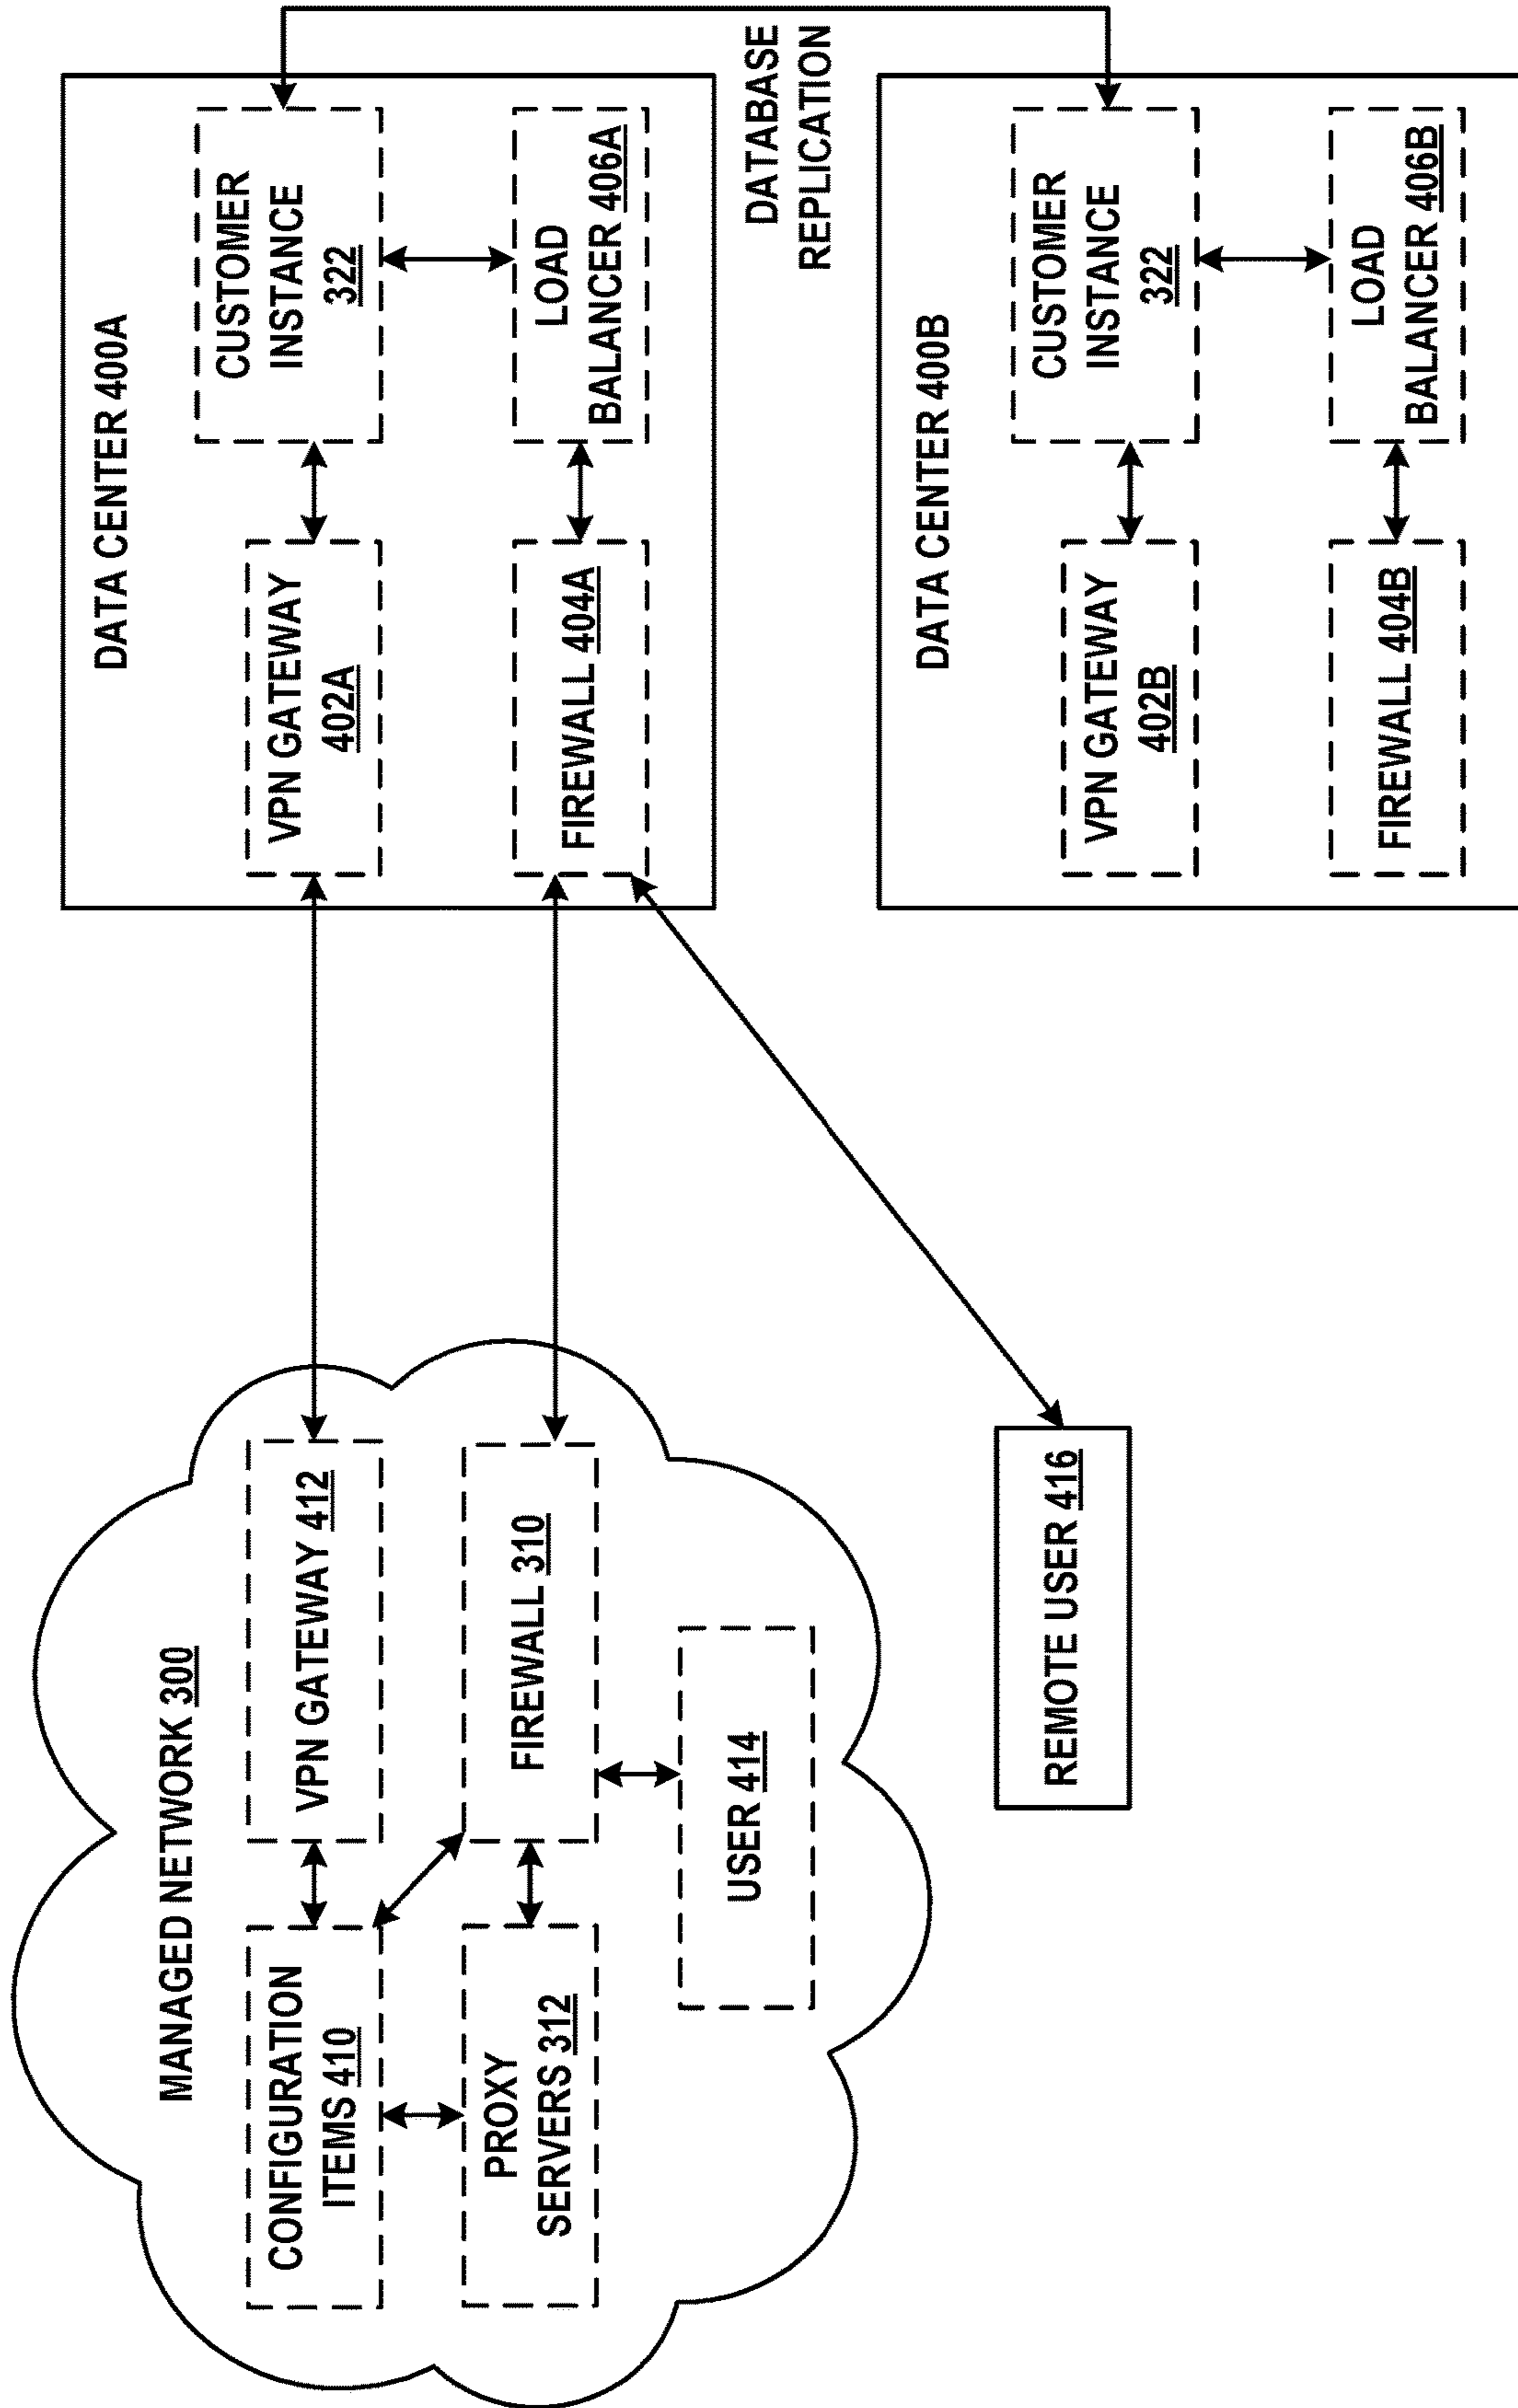 MANAGED NETWORK 300
CONFIGURATION
ITEMS 410
VPN GATEWAY 412
PROXY
SERVERS 312
FIREWALL 310
USER 414
REMOTE USER 416
DATA CENTER 400A
VPN GATEWAY
402A
CUSTOMER
INSTANCE
322
FIREWALL 404A
LOAD
BALANCER 406A
DATABASE
REPLICATION
DATA CENTER 400B
VPN GATEWAY
402B
CUSTOMER
INSTANCE
322
FIREWALL 404B
LOAD
BALANCER 406B